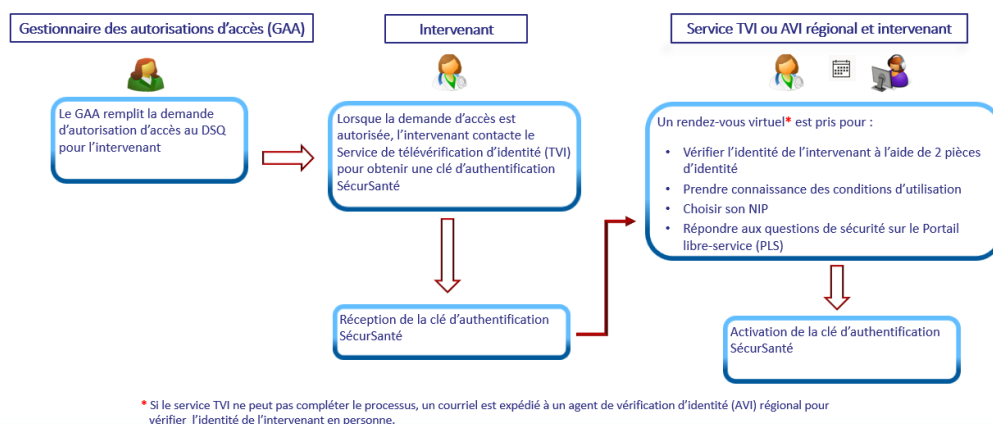 Gestionnaire des autorisations d'accès (GAA)
Intervenant
Service TVI ou AVI régional et intervenant
Le GAA remplit la demande
d'autorisation d'accès au DSQ
pour l'intervenant
Lorsque la demande d'accès est
autorisée, l'intervenant contacte le
Service de télévérification d'identité (TVI)
pour obtenir une clé d'authentification
SécurSanté
Réception de la clé d'authentification
SécurSanté
Un rendez-vous virtuel* est pris pour :
• Vérifier l'identité de l'intervenant à l'aide de 2 pièces
d'identité
• Prendre connaissance des conditions d'utilisation
• Choisir son NIP
• Répondre aux questions de sécurité sur le Portail
libre-service (PLS)
Activation de la clé d'authentification
SécurSanté
* Si le service TVI ne peut pas compléter le processus, un courriel est expédié à un agent de vérification d'identité (AVI) régional pour
vérifier l'identité de l'intervenant en personne.